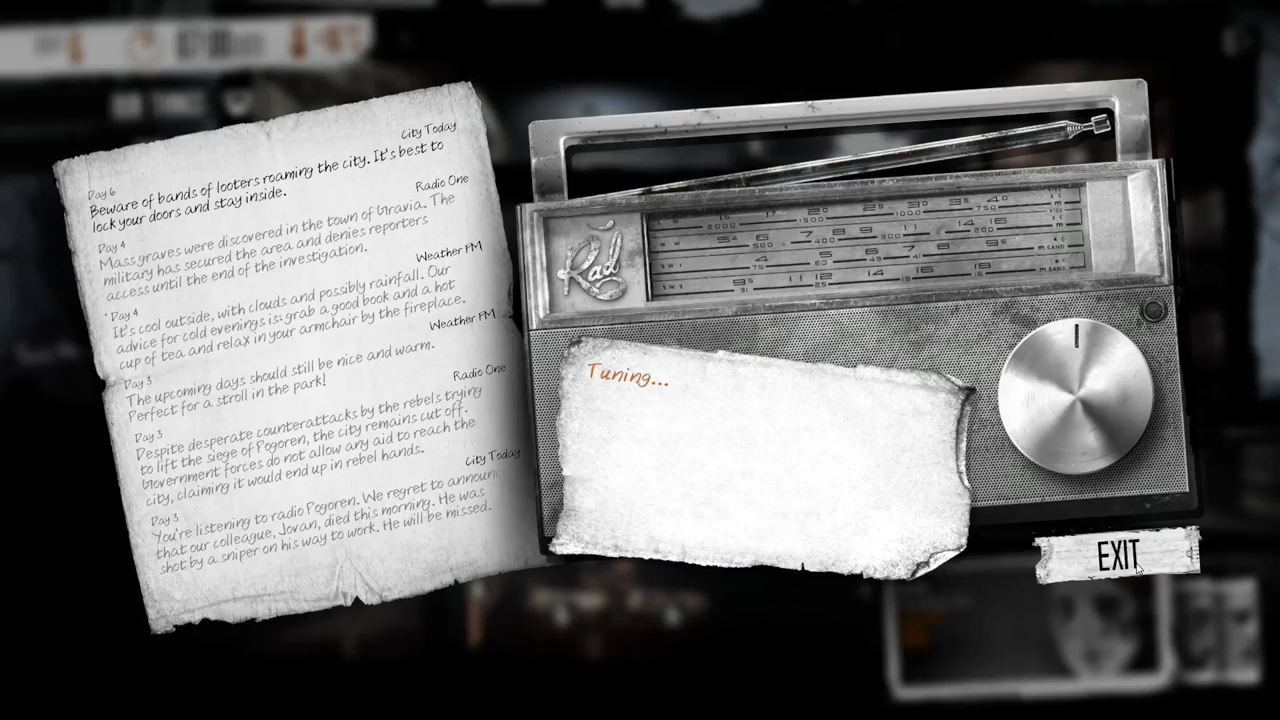 City Today
Day 6
Beware of bands of looters roaming the city. It's best to
lock your doors and stay inside.
Radio One
Day 4
Mass graves were discovered in the town of Gravia. The
military has secured the area and denies reporters
access until the end of the investigation.
Weather FM
Day 4
It's cool outside, with clouds and possibly rainfall. Our
advice for cold evenings is: grab a good book and a hot
cup of tea and relax in your armchair by the fireplace.
Weather FM
Day 3
The upcoming days should still be nice and warm.
Perfect for a stroll in the park!
Radio One
Day 3
Despite desperate counterattacks by the rebels trying
to lift the siege of Pogoren, the city remains cut off.
Government forces do not allow any aid to reach the
city, claiming it would end up in rebel hands.
City Today
Day 3
You're listening to radio Pogoren. We regret to announc
that our colleague, Jovan, died this morning. He was
shot by a sniper on his way to work. He will be missed.
Rad
Tuning...
EXIT